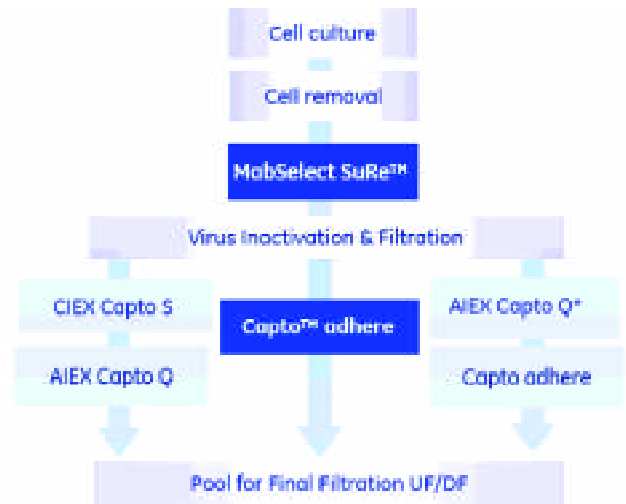 Cell culture
Cell removal
MabSelect SuRe™
Virus Inactivation & Filtration
CIEX Capto S
AIEX Capto Q
Capto™ adhere
AIEX Capto Q*
Capto adhere
Pool for Final Filtration UF/DF